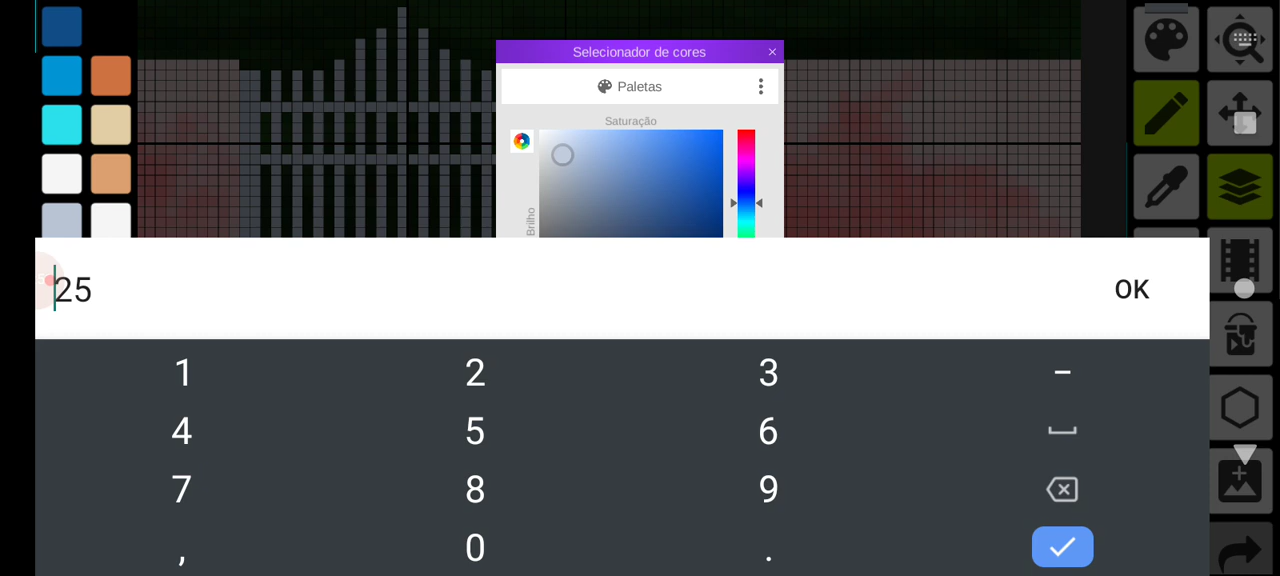 Selecionador de cores ×
Paletas
Saturação
Brilho
25
OK
1 2 3 –
4 5 6
7 8 9
, 0 .